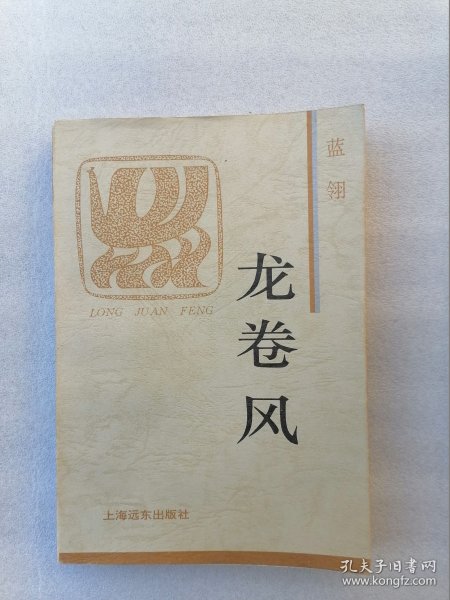 蓝翎
LONG JUAN FENG
龙卷风
上海远东出版社
孔夫子旧书网
www.kongfz.com